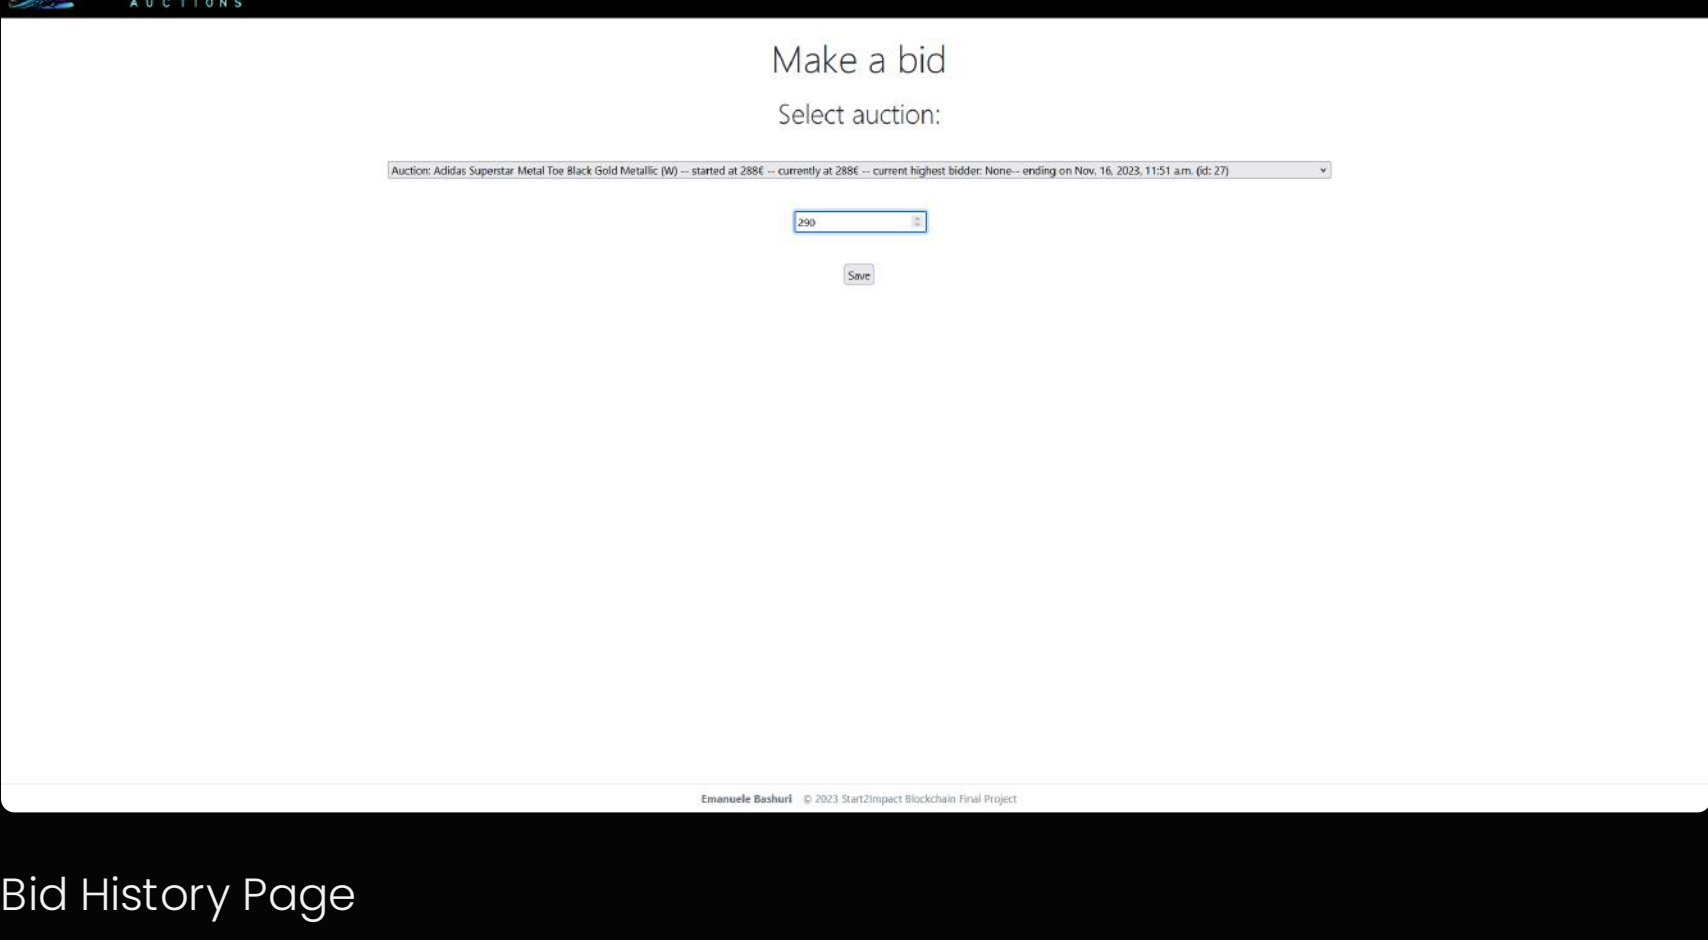 AUCTIONS
Make a bid
Select auction:
Auction: Adidas Superstar Metal Toe Black Gold Metallic (W) -- started at 288€ -- currently at 288€ -- current highest bidder: None-- ending on Nov. 16, 2023, 11:51 a.m. (id: 27)
290
Save
Emanuele Bashuri © 2023 Start2Impact Blockchain Final Project
Bid History Page